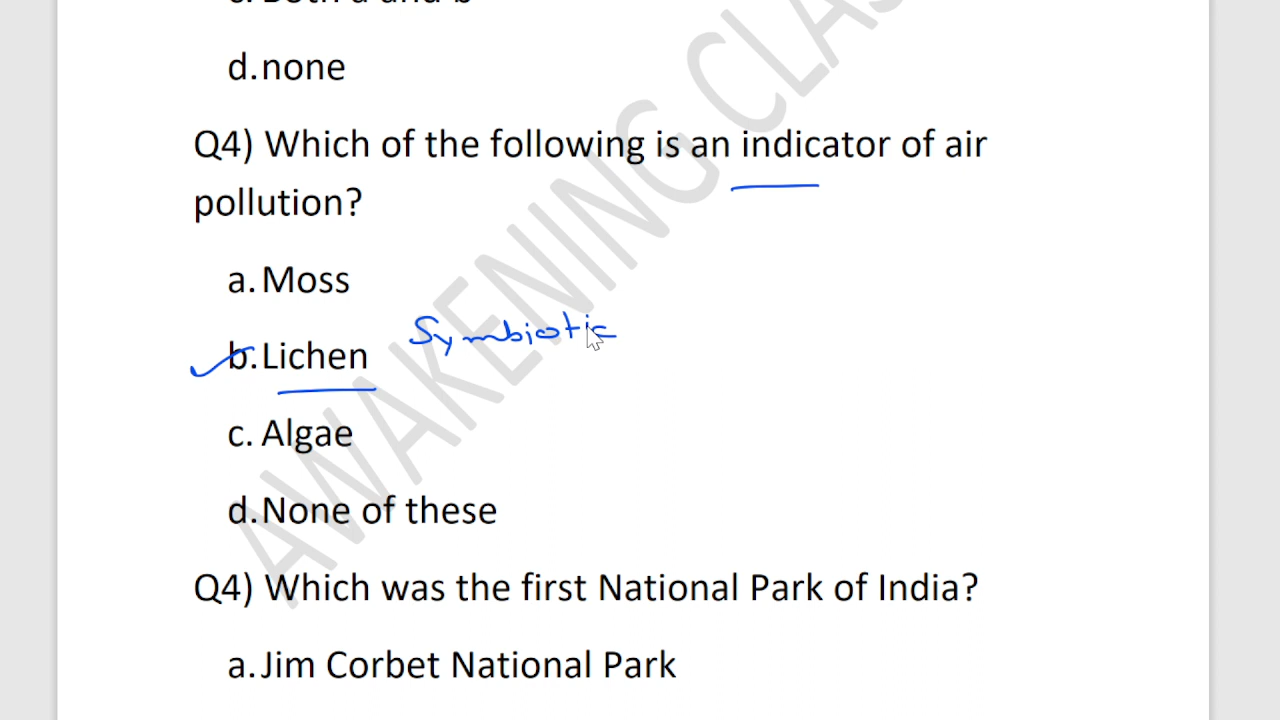 d. none
Q4) Which of the following is an indicator of air
pollution?
a. Moss
b. Lichen Symbiotic
c. Algae
d. None of these
Q4) Which was the first National Park of India?
a. Jim Corbet National Park
AWAKENING